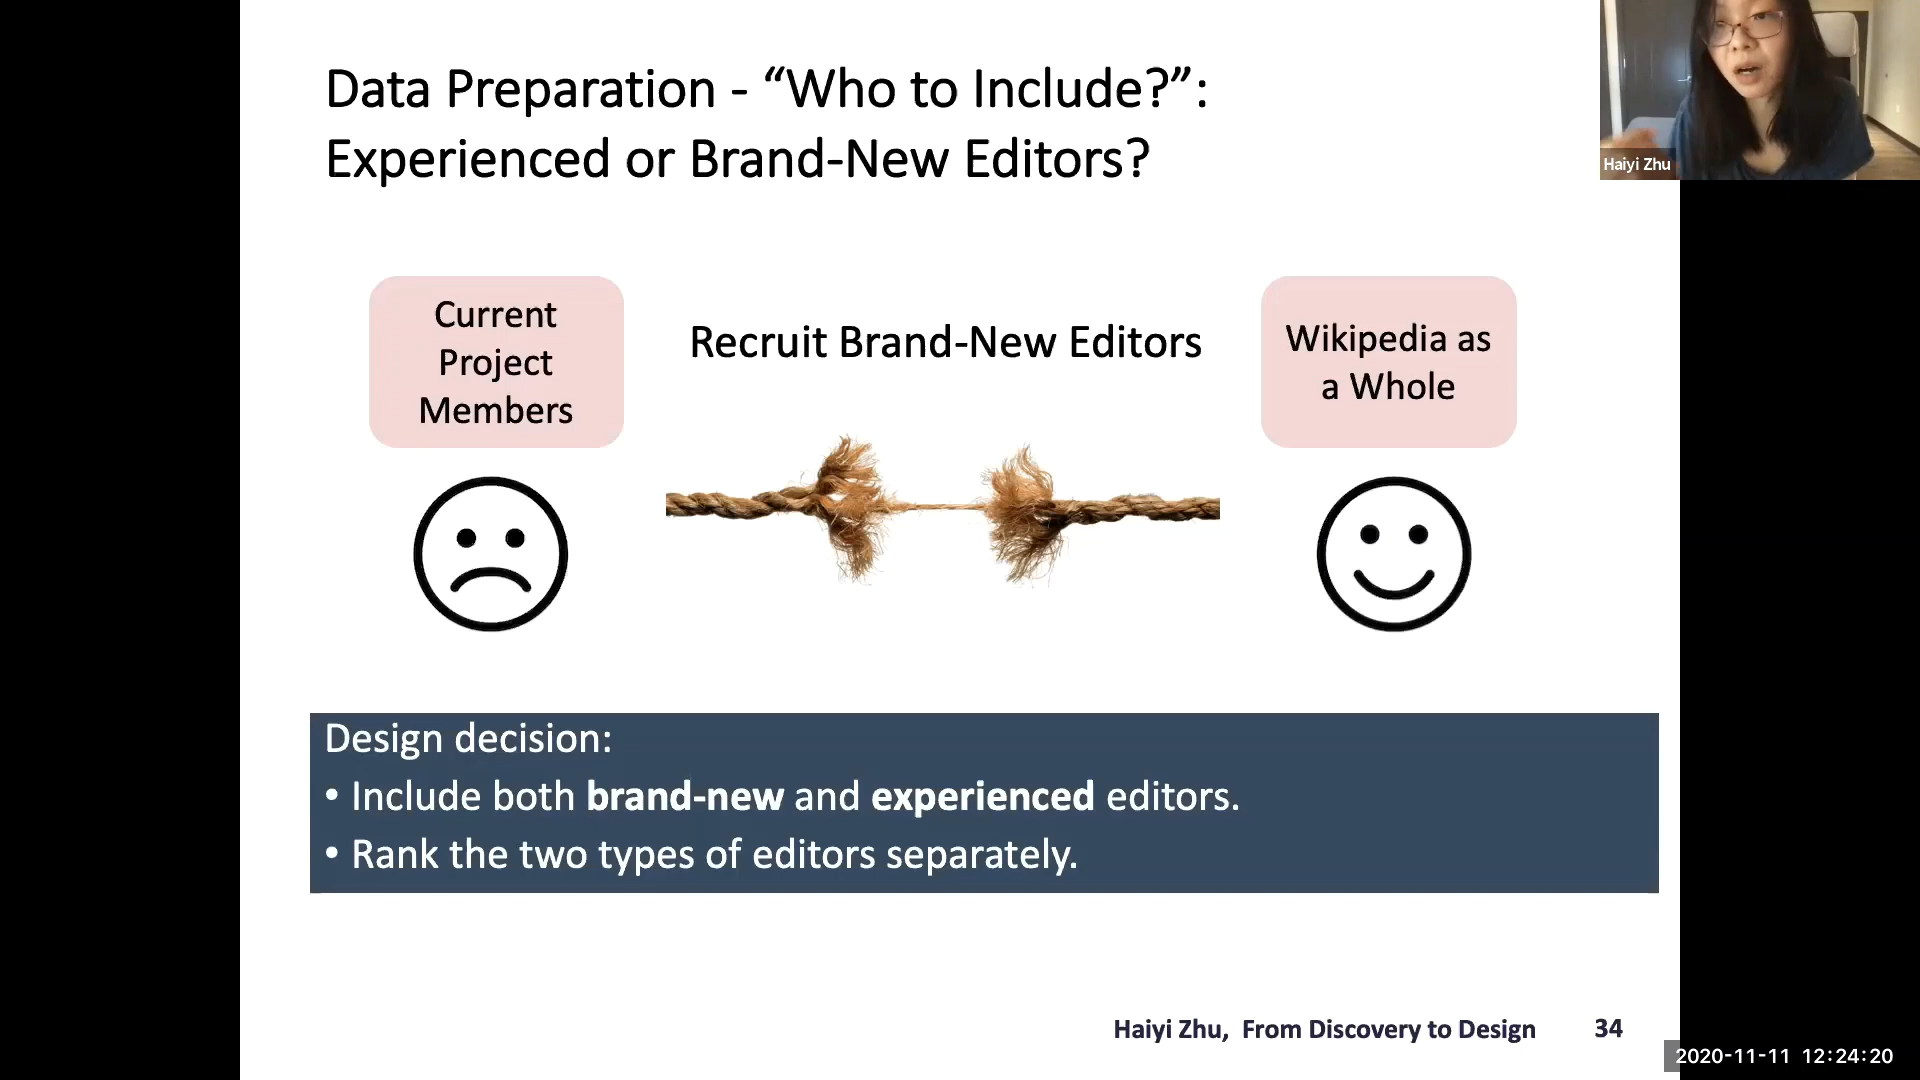 Data Preparation - “Who to Include?”:
Experienced or Brand-New Editors?
Haiyi Zhu
Current
Project
Members
Recruit Brand-New Editors
Wikipedia as
a Whole
Design decision:
• Include both brand-new and experienced editors.
• Rank the two types of editors separately.
Haiyi Zhu, From Discovery to Design
34
2020-11-11 12:24:20